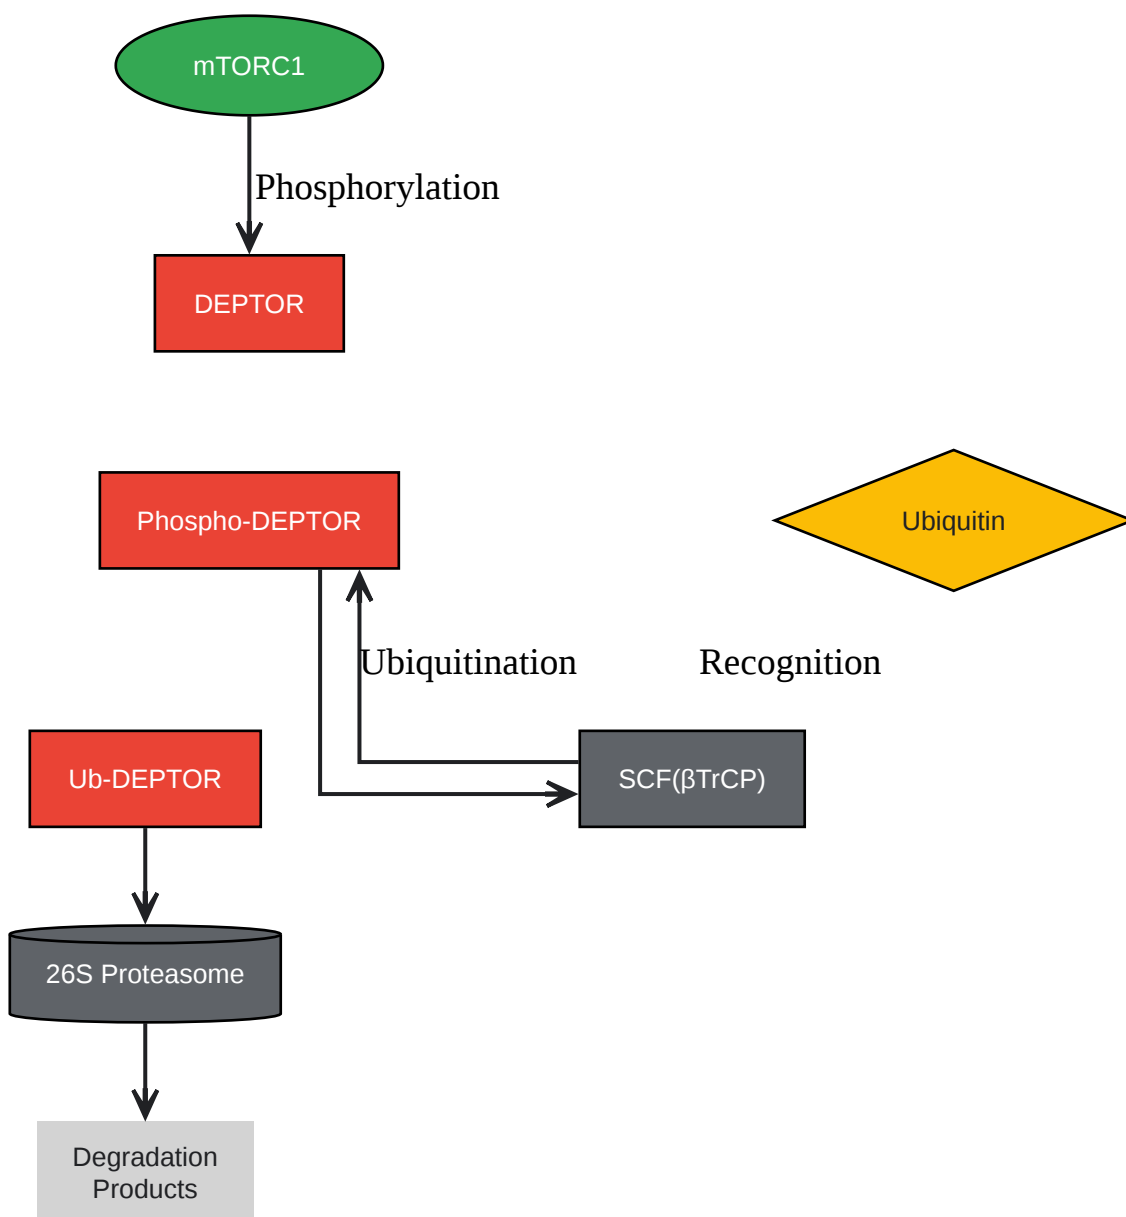 mTORC1
Phosphorylation
DEPTOR
Phospho-DEPTOR
Ubiquitin
Ubiquitination
Recognition
Ub-DEPTOR
SCF(βTrCP)
26S Proteasome
Degradation
Products